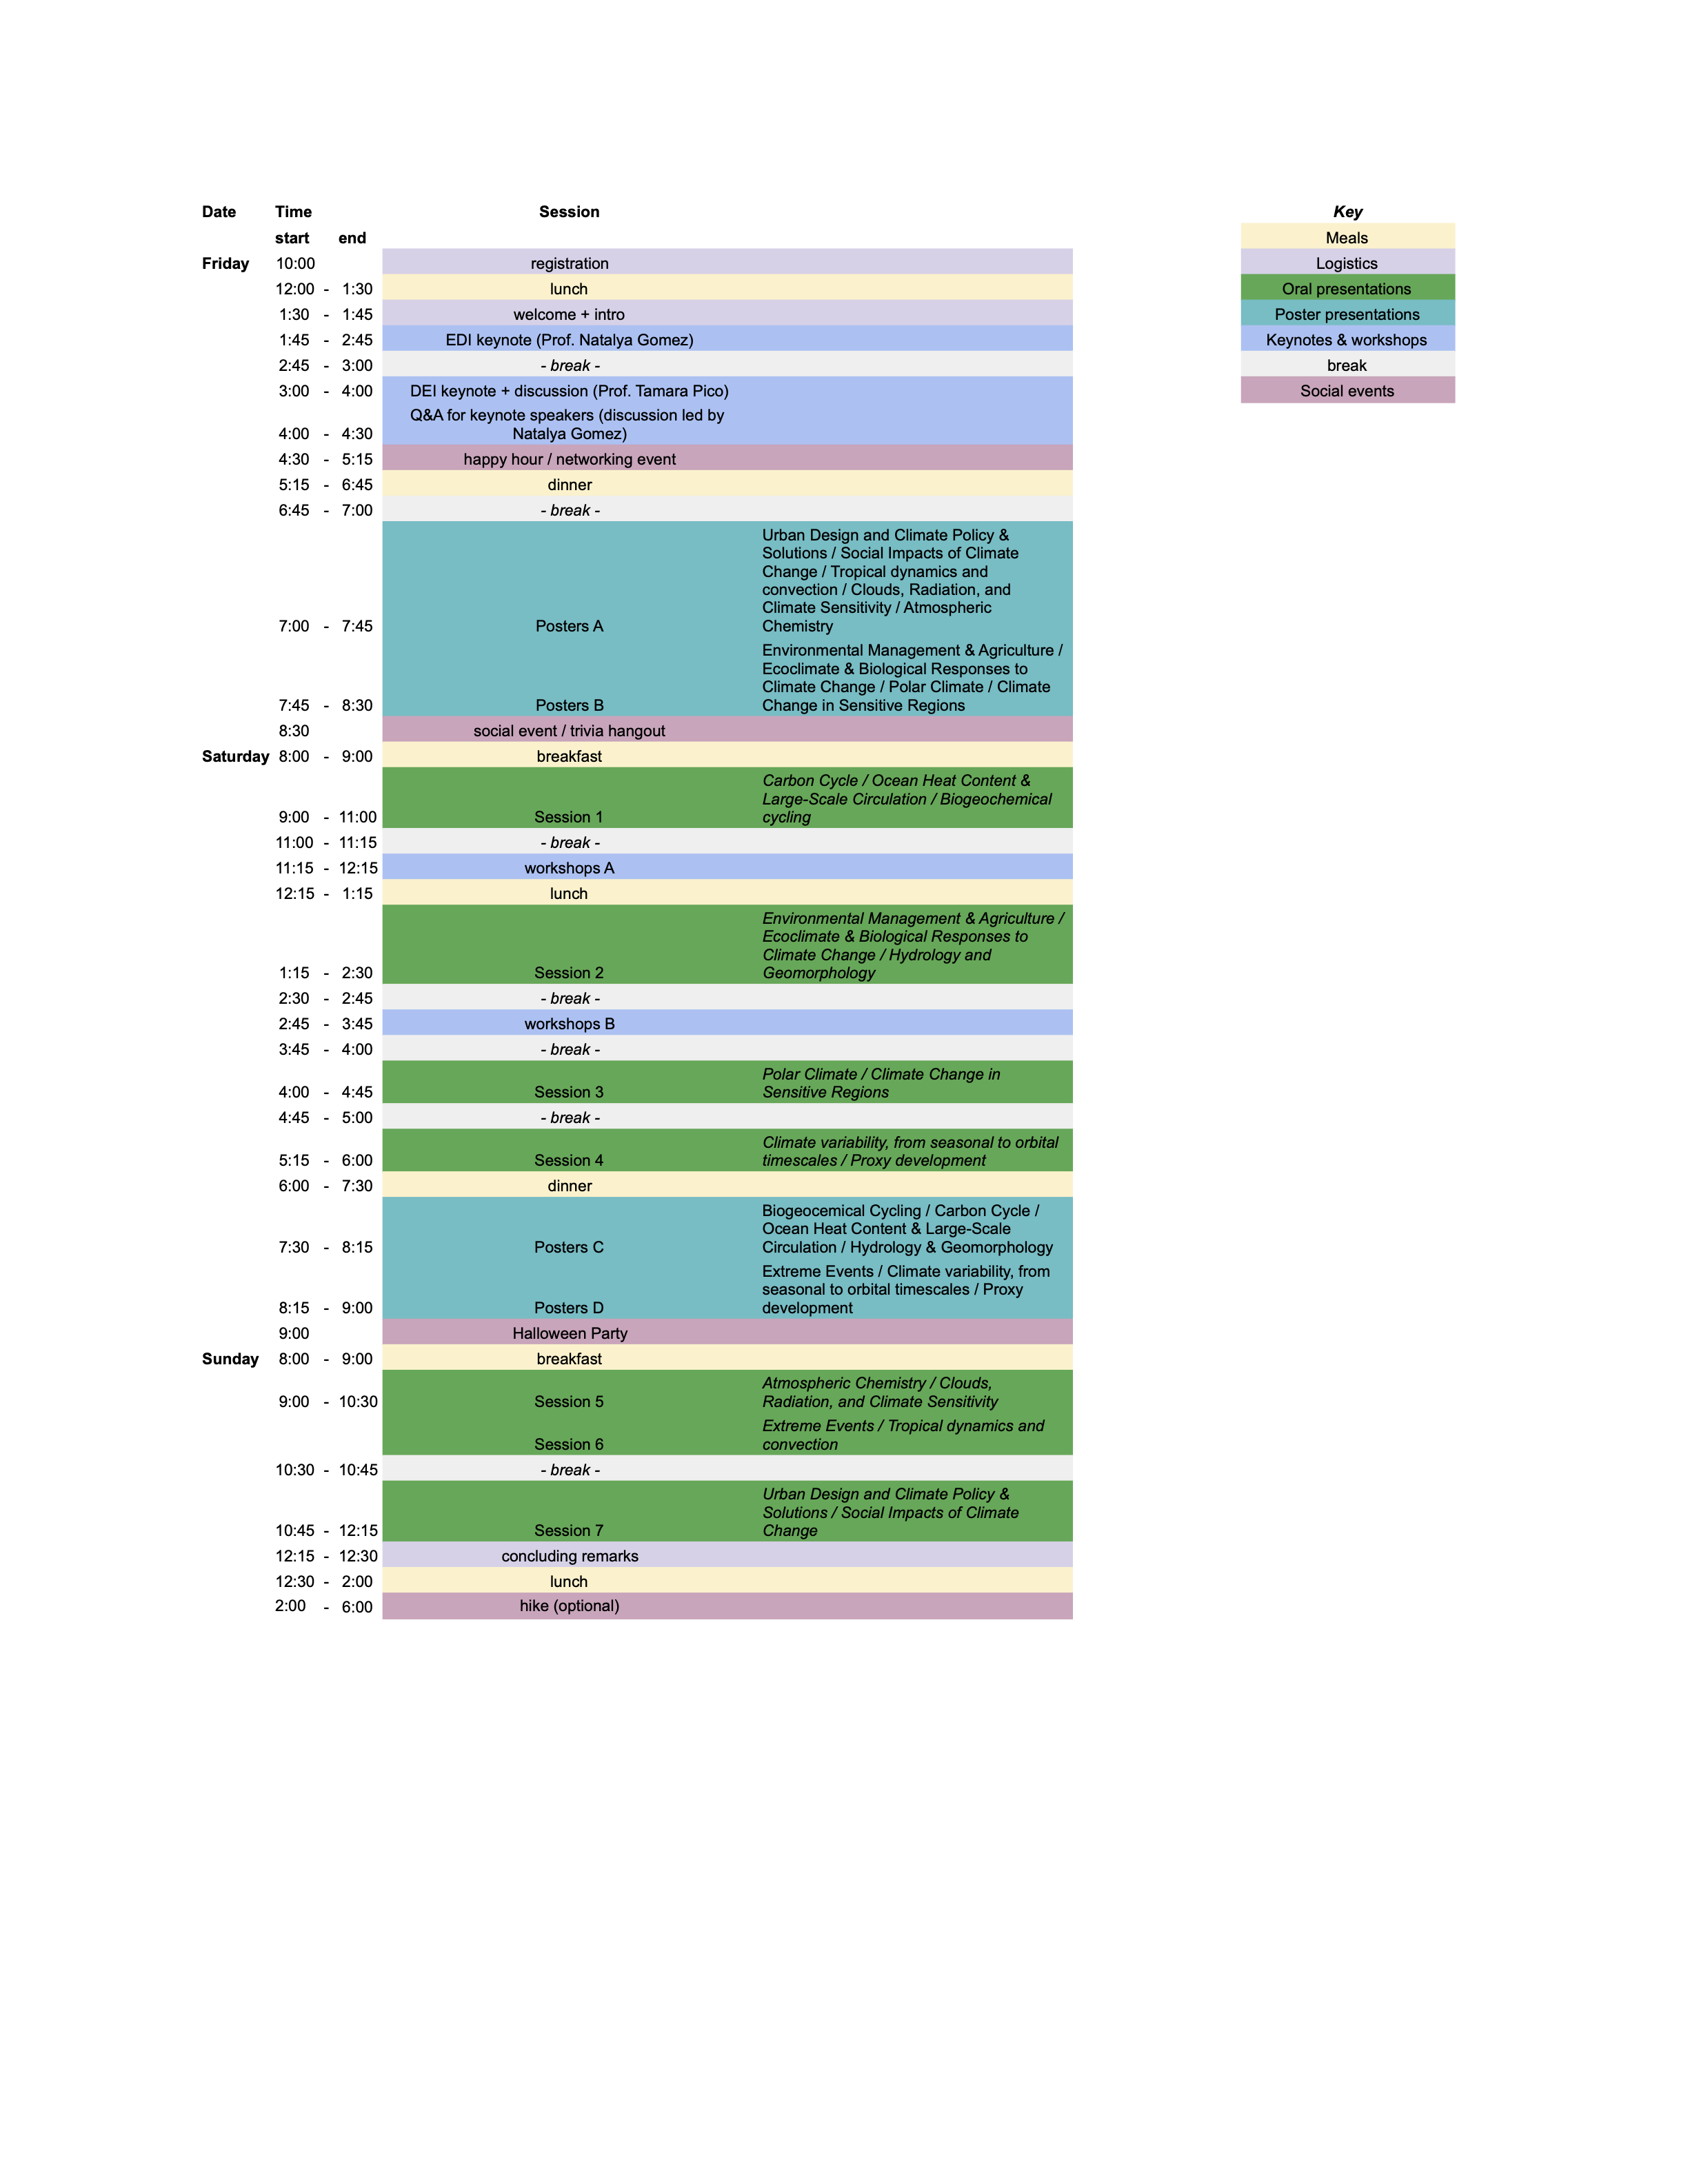 Date Time Session Key
start end Meals
Friday 10:00 registration Logistics
12:00 - 1:30 lunch Oral presentations
1:30 - 1:45 welcome + intro Poster presentations
1:45 - 2:45 EDI keynote (Prof. Natalya Gomez) Keynotes & workshops
2:45 - 3:00 - break - break
3:00 - 4:00 DEI keynote + discussion (Prof. Tamara Pico) Social events
Q&A for keynote speakers (discussion led by
4:00 - 4:30 Natalya Gomez)
4:30 - 5:15 happy hour / networking event
5:15 - 6:45 dinner
6:45 - 7:00 - break -
Urban Design and Climate Policy &
Solutions / Social Impacts of Climate
Change / Tropical dynamics and
convection / Clouds, Radiation, and
Climate Sensitivity / Atmospheric
7:00 - 7:45 Posters A Chemistry
Environmental Management & Agriculture /
Ecoclimate & Biological Responses to
Climate Change / Polar Climate / Climate
7:45 - 8:30 Posters B Change in Sensitive Regions
8:30 social event / trivia hangout
Saturday 8:00 - 9:00 breakfast
Carbon Cycle / Ocean Heat Content &
Large-Scale Circulation / Biogeochemical
9:00 - 11:00 Session 1 cycling
11:00 - 11:15 - break -
11:15 - 12:15 workshops A
12:15 - 1:15 lunch
Environmental Management & Agriculture /
Ecoclimate & Biological Responses to
Climate Change / Hydrology and
1:15 - 2:30 Session 2 Geomorphology
2:30 - 2:45 - break -
2:45 - 3:45 workshops B
3:45 - 4:00 - break -
Polar Climate / Climate Change in
4:00 - 4:45 Session 3 Sensitive Regions
4:45 - 5:00 - break -
Climate variability, from seasonal to orbital
5:15 - 6:00 Session 4 timescales / Proxy development
6:00 - 7:30 dinner
Biogeocemical Cycling / Carbon Cycle /
Ocean Heat Content & Large-Scale
7:30 - 8:15 Posters C Circulation / Hydrology & Geomorphology
Extreme Events / Climate variability, from
seasonal to orbital timescales / Proxy
8:15 - 9:00 Posters D development
9:00 Halloween Party
Sunday 8:00 - 9:00 breakfast
Atmospheric Chemistry / Clouds,
9:00 - 10:30 Session 5 Radiation, and Climate Sensitivity
Extreme Events / Tropical dynamics and
Session 6 convection
10:30 - 10:45 - break -
Urban Design and Climate Policy &
Solutions / Social Impacts of Climate
10:45 - 12:15 Session 7 Change
12:15 - 12:30 concluding remarks
12:30 - 2:00 lunch
2:00 - 6:00 hike (optional)